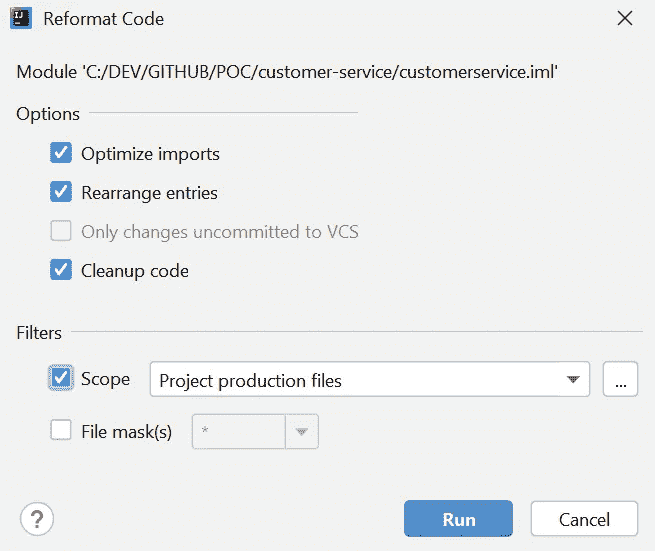 IJ
Reformat Code
Module 'C:/DEV/GITHUB/POC/customer-service/customerservice.iml'
Options
Optimize imports
Rearrange entries
Only changes uncommitted to VCS
Cleanup code
Filters
Scope Project production files ...
File mask(s) *
? Run Cancel